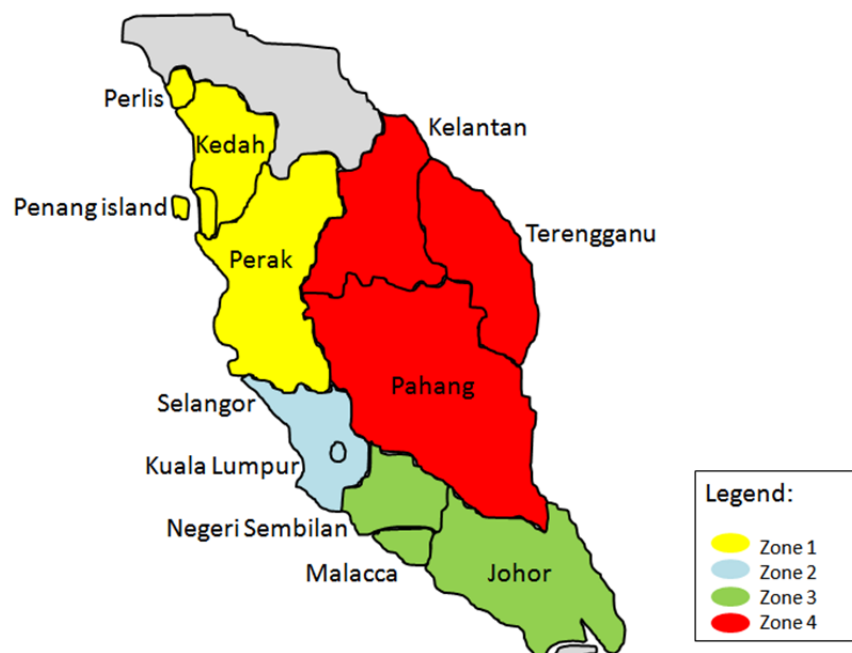 Perlis
Kelantan
Kedah
Penang island
Terengganu
Perak
Pahang
Selangor
Kuala Lumpur
Legend:
Negeri Sembilan
Zone 1
Malacca
Johor
Zone 2
Zone 3
Zone 4